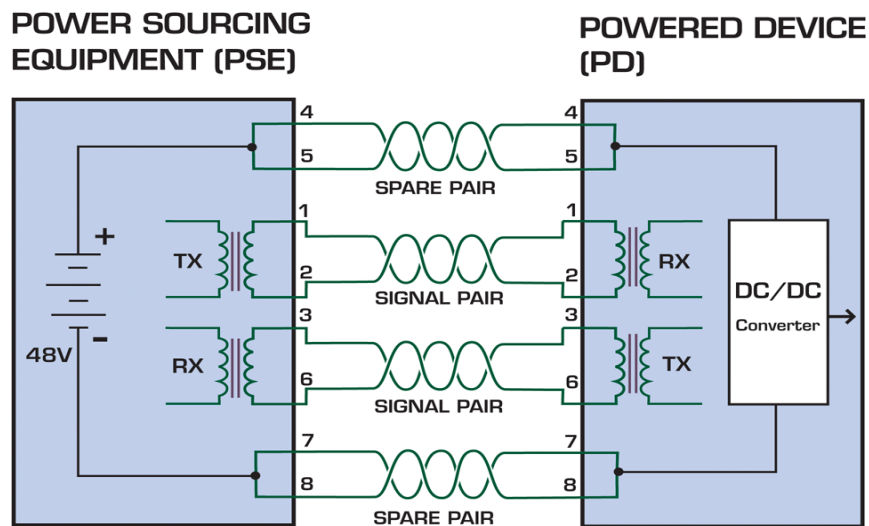 POWER SOURCING
EQUIPMENT (PSE)
POWERED DEVICE
(PD)
4
5
SPARE PAIR
4
5
1
2
TX
SIGNAL PAIR
1
2
RX
+
-
48V
3
6
RX
SIGNAL PAIR
3
6
TX
DC/DC
Converter
7
8
SPARE PAIR
7
8